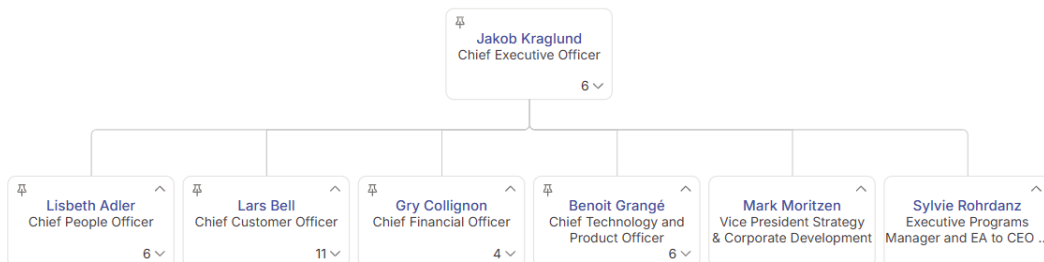 Jakob Kraglund
Chief Executive Officer
6
Lisbeth Adler
Chief People Officer
6
Lars Bell
Chief Customer Officer
11
Gry Collignon
Chief Financial Officer
4
Benoit Grangé
Chief Technology and
Product Officer
6
Mark Moritzen
Vice President Strategy
& Corporate Development
Sylvie Rohrdanz
Executive Programs
Manager and EA to CEO ...